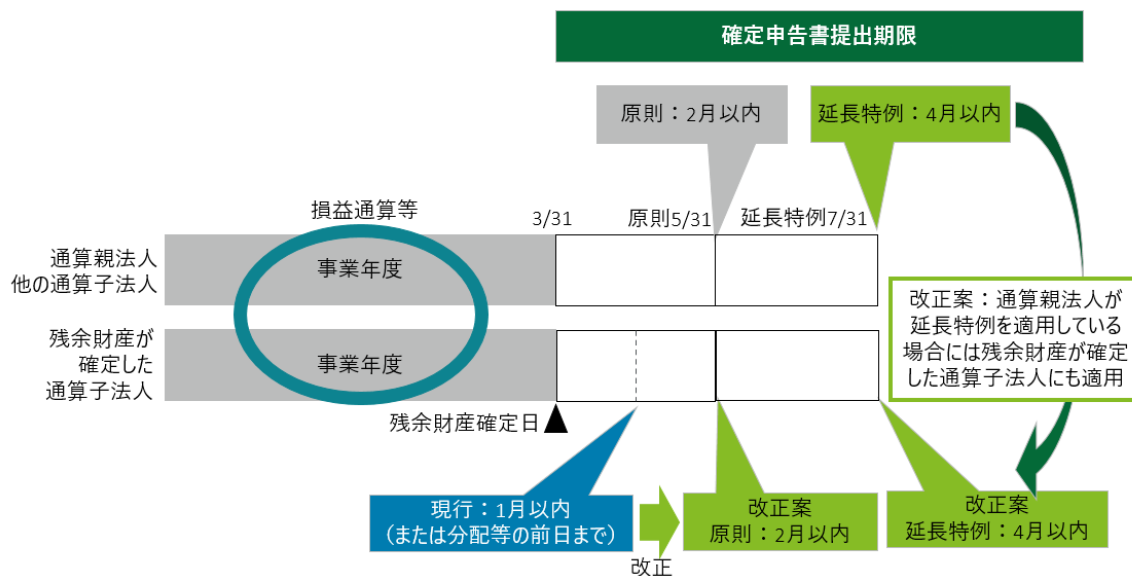 確定申告書提出期限
原則：2月以内
延長特例：4月以内
損益通算等
3/31
原則5/31
延長特例7/31
通算親法人
他の通算子法人
事業年度
残余財産が
確定した
通算子法人
事業年度
改正案：通算親法人が
延長特例を適用している
場合には残余財産が確定
した通算子法人にも適用
残余財産確定日
現行：1月以内
（または分配等の前日まで）
改正
改正案
原則：2月以内
改正案
延長特例：4月以内